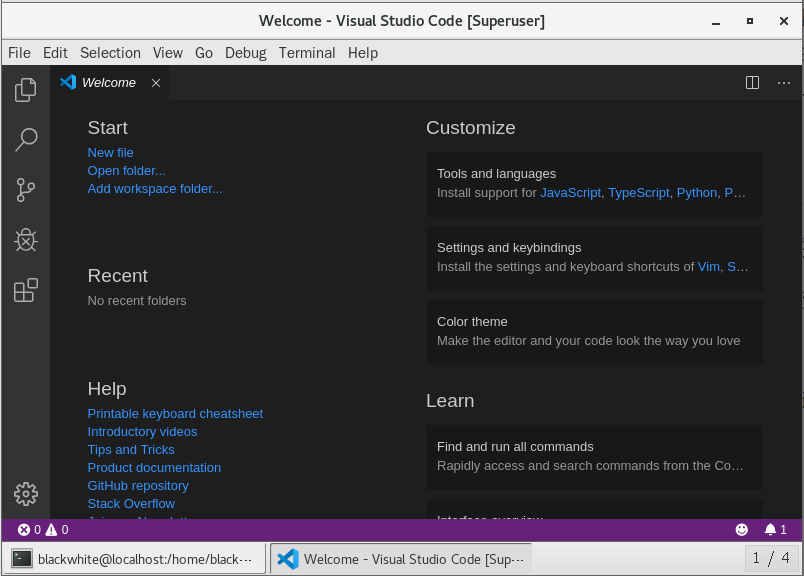 Welcome - Visual Studio Code [Superuser]
File Edit Selection View Go Debug Terminal Help
Welcome
Start
New file
Open folder...
Add workspace folder...
Recent
No recent folders
Help
Printable keyboard cheatsheet
Introductory videos
Tips and Tricks
Product documentation
GitHub repository
Stack Overflow
Customize
Tools and languages
Install support for JavaScript, TypeScript, Python, P...
Settings and keybindings
Install the settings and keyboard shortcuts of Vim, S...
Color theme
Make the editor and your code look the way you love
Learn
Find and run all commands
Rapidly access and search commands from the Co...
Interface overview
0 0 1
blackwhite@localhost:/home/black··· Welcome - Visual Studio Code [Sup··· 1 / 4